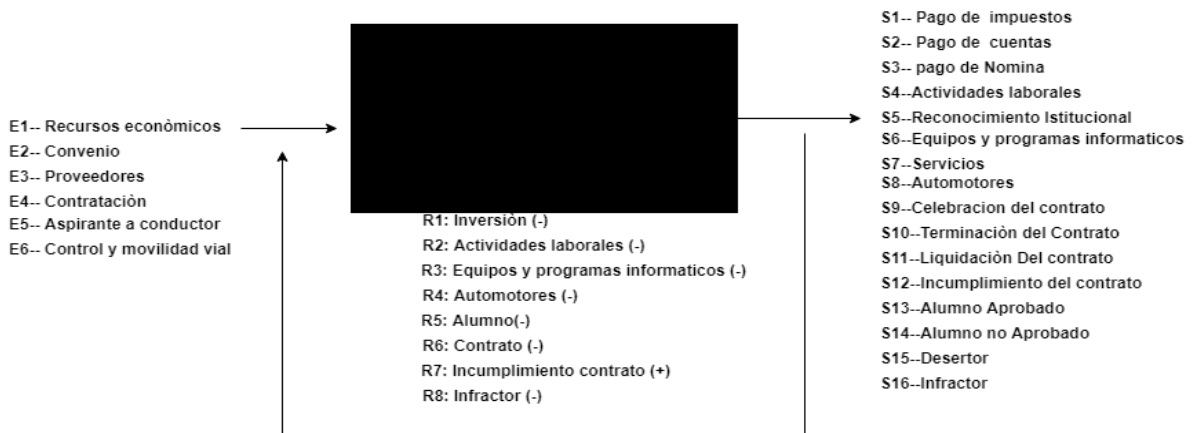 E1-- Recursos econòmicos
E2-- Convenio
E3-- Proveedores
E4-- Contrataciòn
E5-- Aspirante a conductor
E6-- Control y movilidad vial
R1: Inversiòn (-)
R2: Actividades laborales (-)
R3: Equipos y programas informaticos (-)
R4: Automotores (-)
R5: Alumno(-)
R6: Contrato (-)
R7: Incumplimiento contrato (+)
R8: Infractor (-)
S1-- Pago de impuestos
S2-- Pago de cuentas
S3-- pago de Nomina
S4--Actividades laborales
S5--Reconocimiento Istitucional
S6--Equipos y programas informaticos
S7--Servicios
S8--Automotores
S9--Celebracion del contrato
S10--Terminaciòn del Contrato
S11--Liquidaciòn Del contrato
S12--Incumplimiento del contrato
S13--Alumno Aprobado
S14--Alumno no Aprobado
S15--Desertor
S16--Infractor